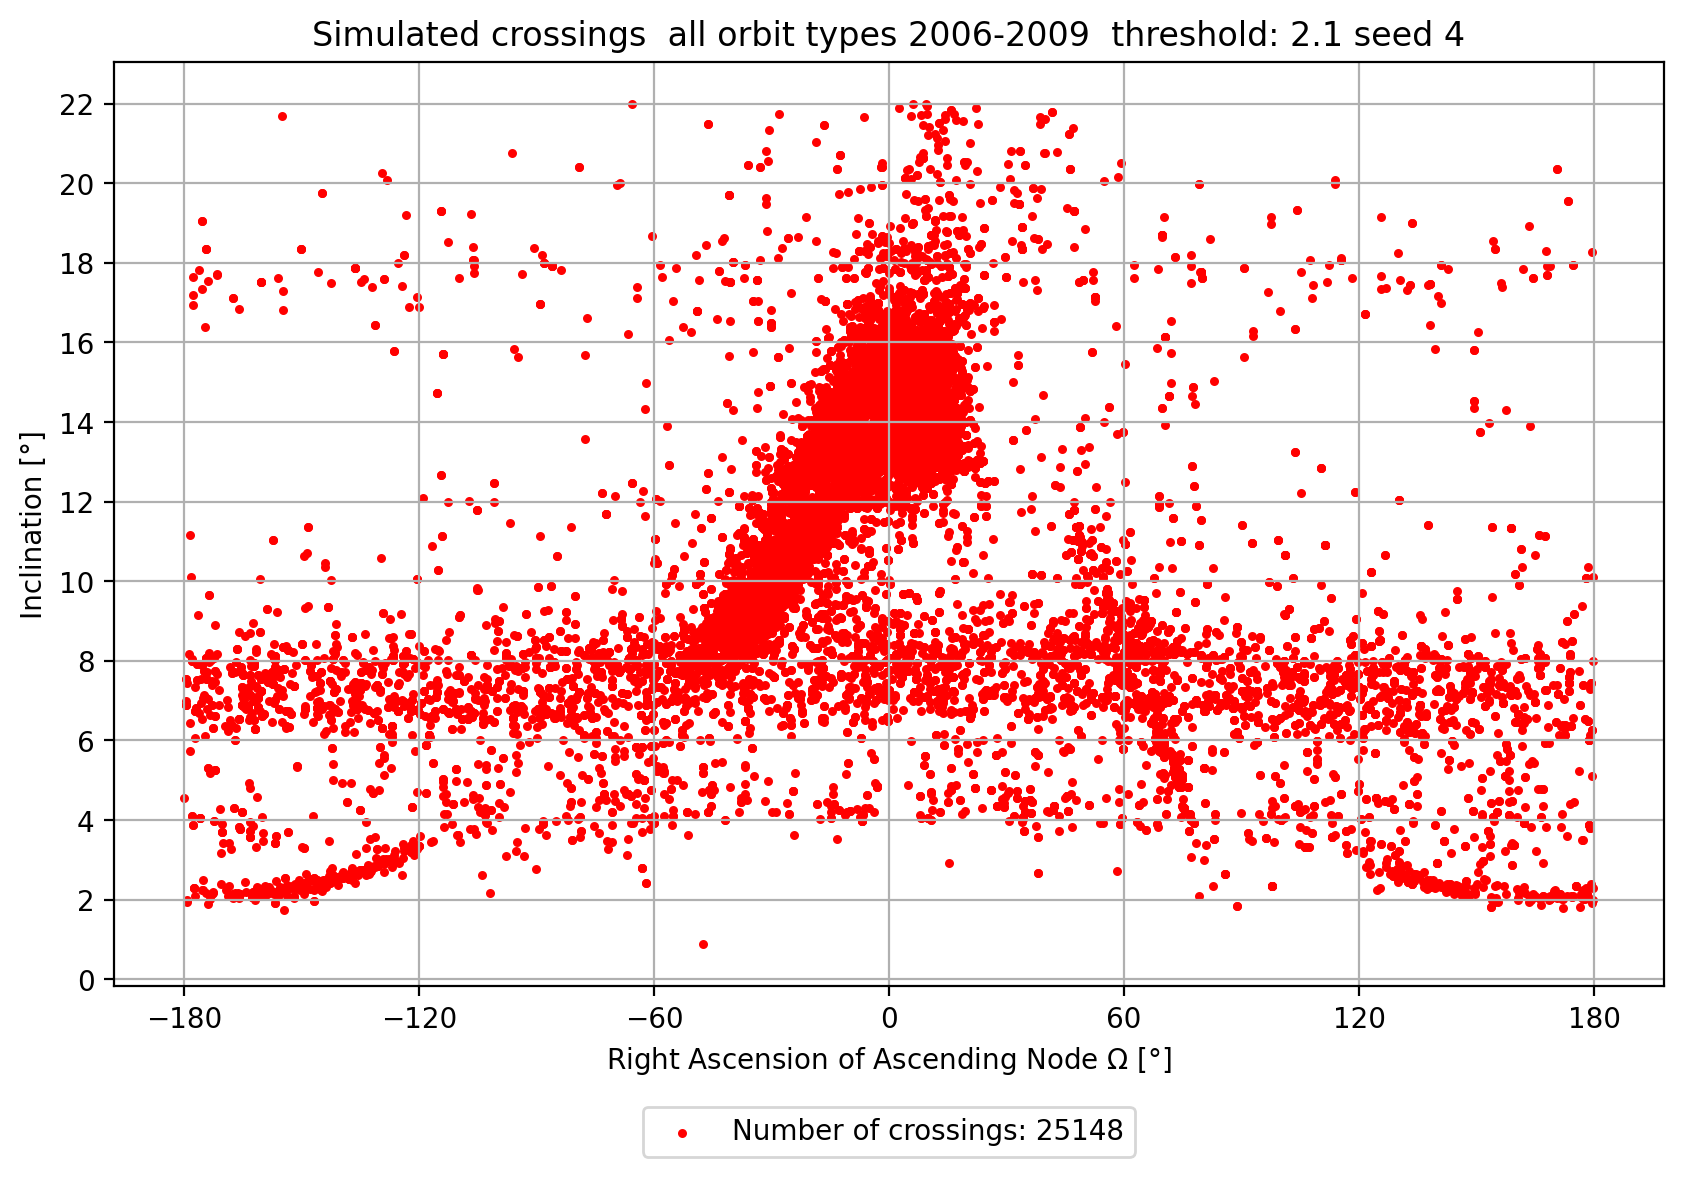 Simulated crossings  all orbit types 2006-2009  threshold: 2.1 seed 4
Inclination [°]
22
20
18
16
14
12
10
8
6
4
2
0
−180 −120 −60 0 60 120 180
Right Ascension of Ascending Node Ω [°]
Number of crossings: 25148